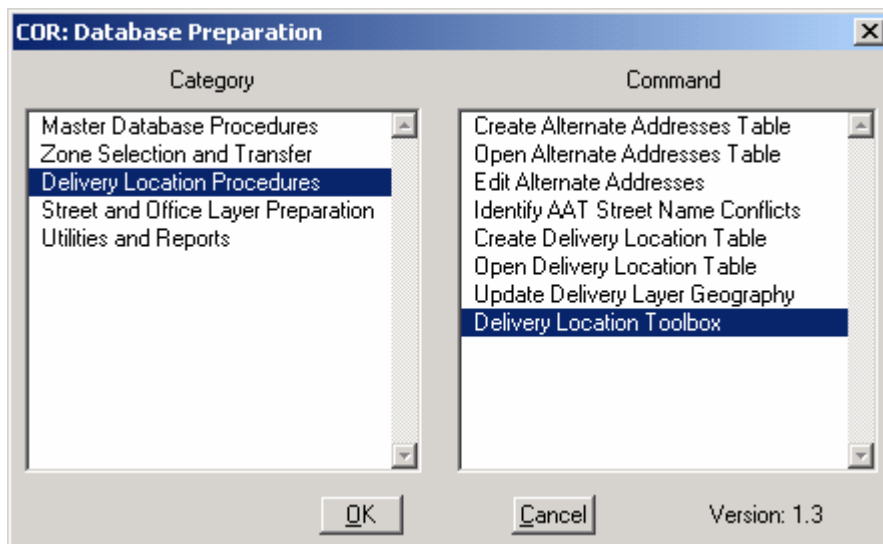 COR: Database Preparation
Category
Command
Master Database Procedures
Zone Selection and Transfer
Delivery Location Procedures
Street and Office Layer Preparation
Utilities and Reports
Create Alternate Addresses Table
Open Alternate Addresses Table
Edit Alternate Addresses
Identify AAT Street Name Conflicts
Create Delivery Location Table
Open Delivery Location Table
Update Delivery Layer Geography
Delivery Location Toolbox
OK
Cancel
Version: 1.3